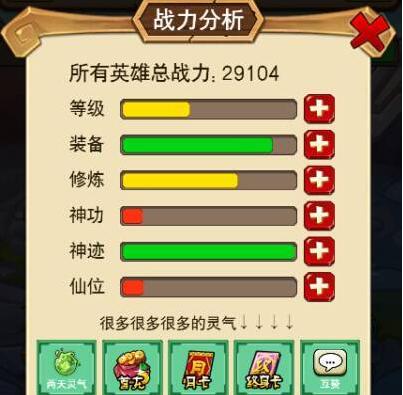 战力分析
所有英雄总战力: 29104
等级
装备
修炼
神功
神迹
仙位
很多很多很多的灵气↓↓↓↓
两天灵气 首充 月卡 终身卡 互赞